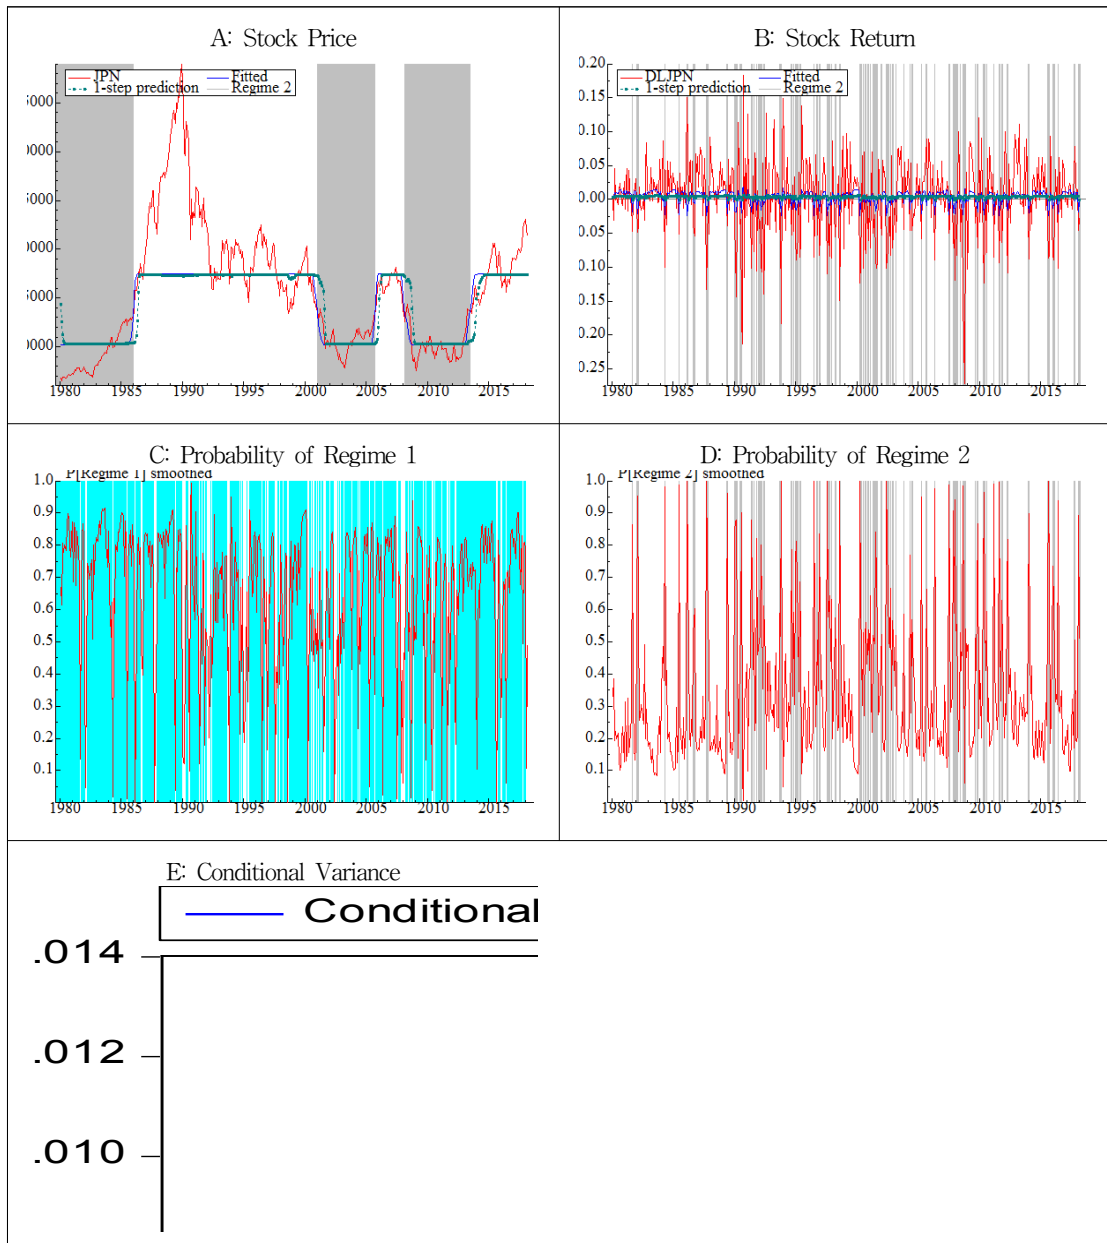 A: Stock Price
JPN Fitted
1-step prediction Regime 2
5000
0000
5000
0000
5000
0000
1980 1985 1990 1995 2000 2005 2010 2015
B: Stock Return
DLJPN Fitted
1-step prediction Regime 2
0.20
0.15
0.10
0.05
0.00
0.05
0.10
0.15
0.20
0.25
1980 1985 1990 1995 2000 2005 2010 2015
C: Probability of Regime 1
P[Regime 1] smoothed
1.0
0.9
0.8
0.7
0.6
0.5
0.4
0.3
0.2
0.1
1980 1985 1990 1995 2000 2005 2010 2015
D: Probability of Regime 2
P[Regime 2] smoothed
1.0
0.9
0.8
0.7
0.6
0.5
0.4
0.3
0.2
0.1
1980 1985 1990 1995 2000 2005 2010 2015
E: Conditional Variance
Conditional
.014
.012
.010